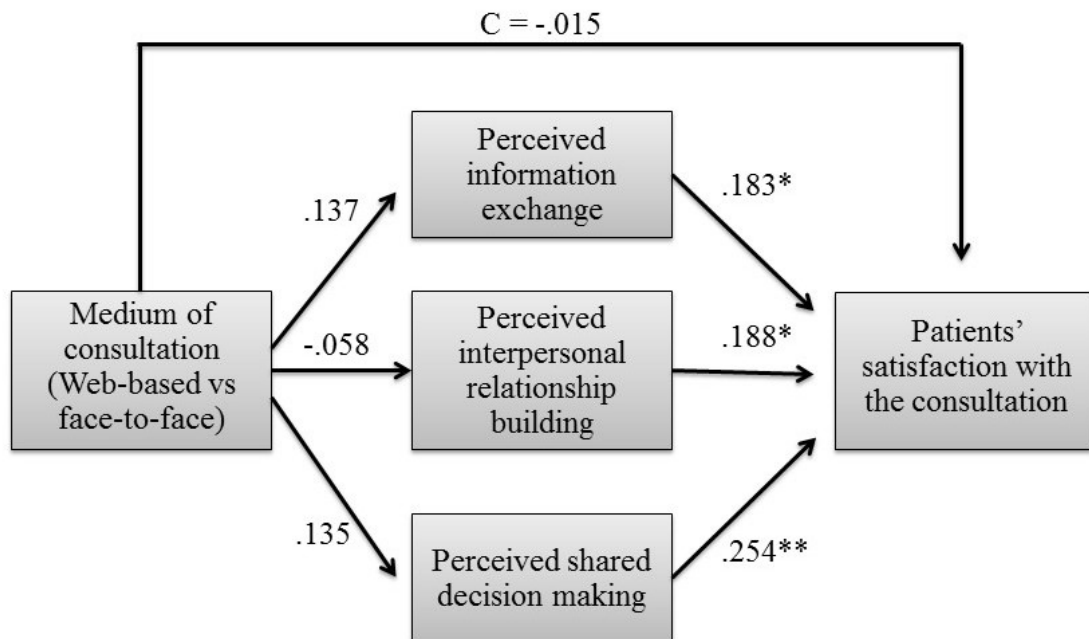 C = -.015
Perceived
information
exchange
.137
.183*
Medium of
consultation
(Web-based vs
face-to-face)
-.058
Perceived
interpersonal
relationship
building
.188*
Patients’
satisfaction with
the consultation
.135
Perceived shared
decision making
.254**